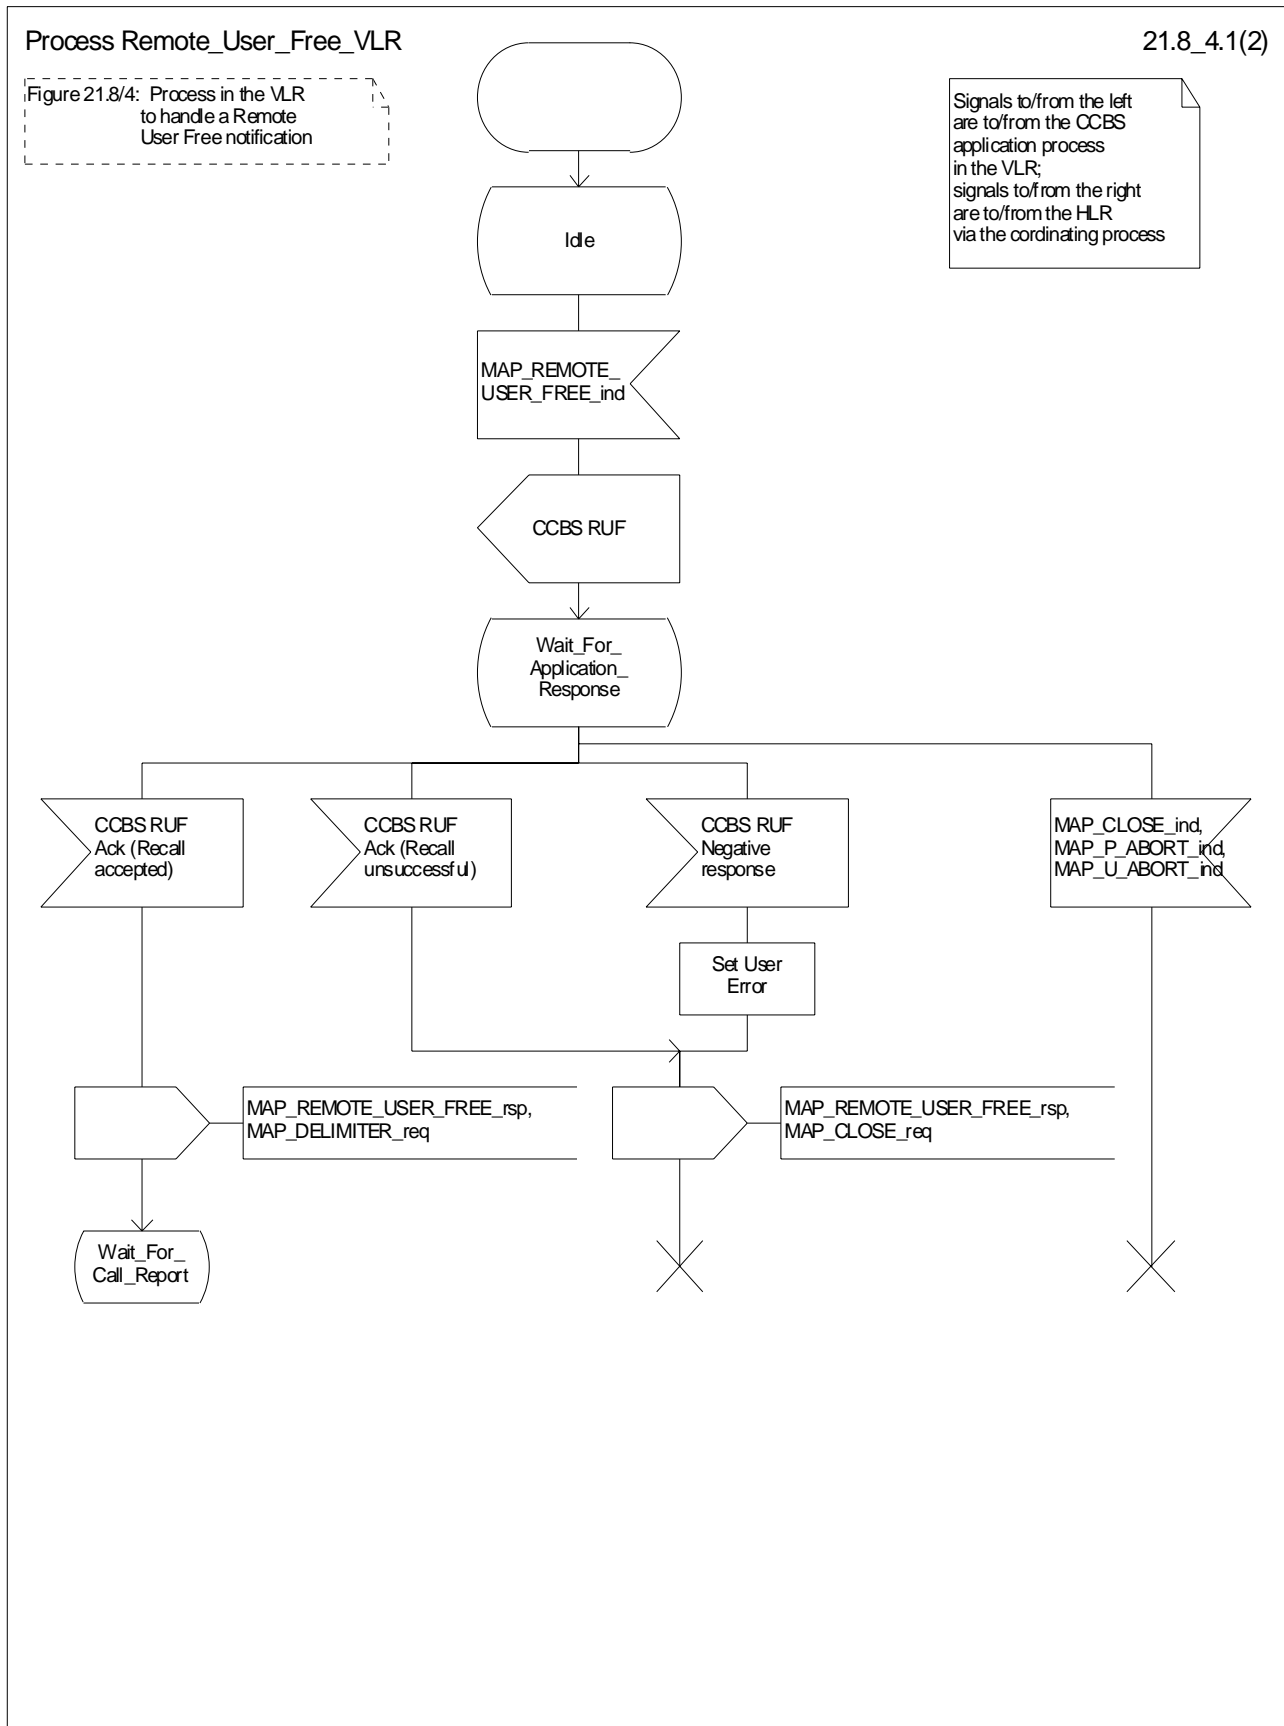 Process Remote_User_Free_VLR
21.8_4.1(2)
Figure 21.8/4: Process in the VLR
to handle a Remote
User Free notification
Signals to/from the left
are to/from the CCBS
application process
in the VLR;
signals to/from the right
are to/from the HLR
via the cordinating process
Idle
MAP_REMOTE_
USER_FREE_ind
CCBS RUF
Wait_For_
Application_
Response
CCBS RUF
Ack (Recall
accepted)
CCBS RUF
Ack (Recall
unsuccessful)
CCBS RUF
Negative
response
MAP_CLOSE_ind,
MAP_P_ABORT_ind,
MAP_U_ABORT_ind
Set User
Error
MAP_REMOTE_USER_FREE_rsp,
MAP_DELIMITER_req
MAP_REMOTE_USER_FREE_rsp,
MAP_CLOSE_req
Wait_For_
Call_Report